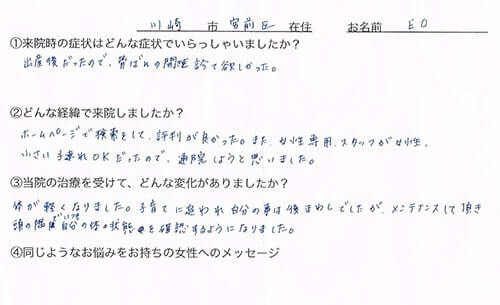 川崎 市 宮前区 在住 お名前 E O
①来院時の症状はどんな症状でいらっしゃいましたか？
出産後だったので、骨ばんの問題診て欲しかった。
②どんな経緯で来院しましたか？
ホームページで検索をして、評判が良かった。また、女性専用、スタッフが女性、
小さい子連れOKだったので、通院しようと思いました。
③当院の治療を受けて、どんな変化がありましたか？
体が軽くなりました。子育てに追われ自分の事は後まわしでしたが、メンテナンスして頂き
頭の隅でいつも自分の体の状態を確認するようになりました。
④同じようなお悩みをお持ちの女性へのメッセージ